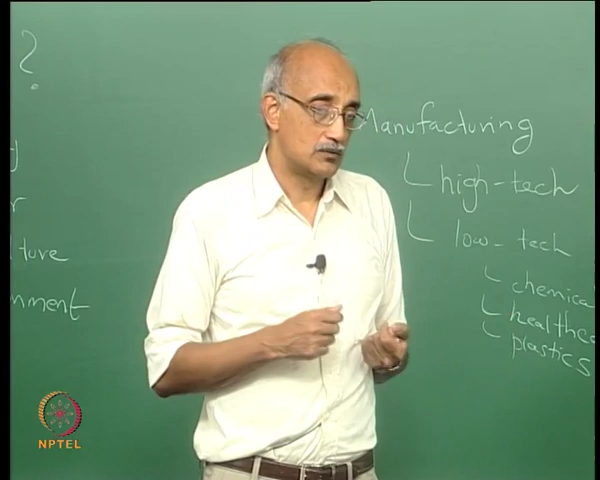 ?
ture
nment
Manufacturing
high-tech
low-tech
chemica
healthca
plastics
NPTEL